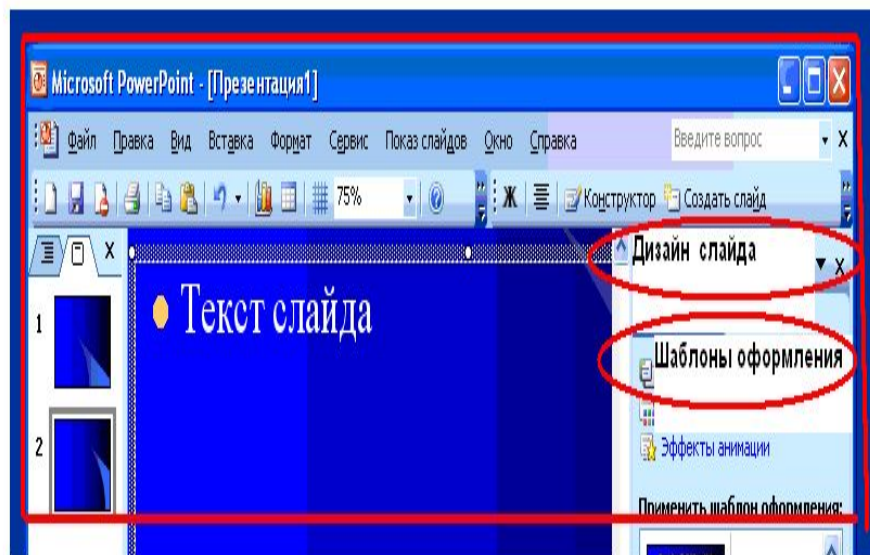 Microsoft PowerPoint - [Презентация1]
Файл Правка Вид Вставка Формат Сервис Показ слайдов Окно Справка Введите вопрос
75% Ж Конструктор Создать слайд
Дизайн слайда
1
Текст слайда
Шаблоны оформления
2
Эффекты анимации
Применить шаблон оформления: